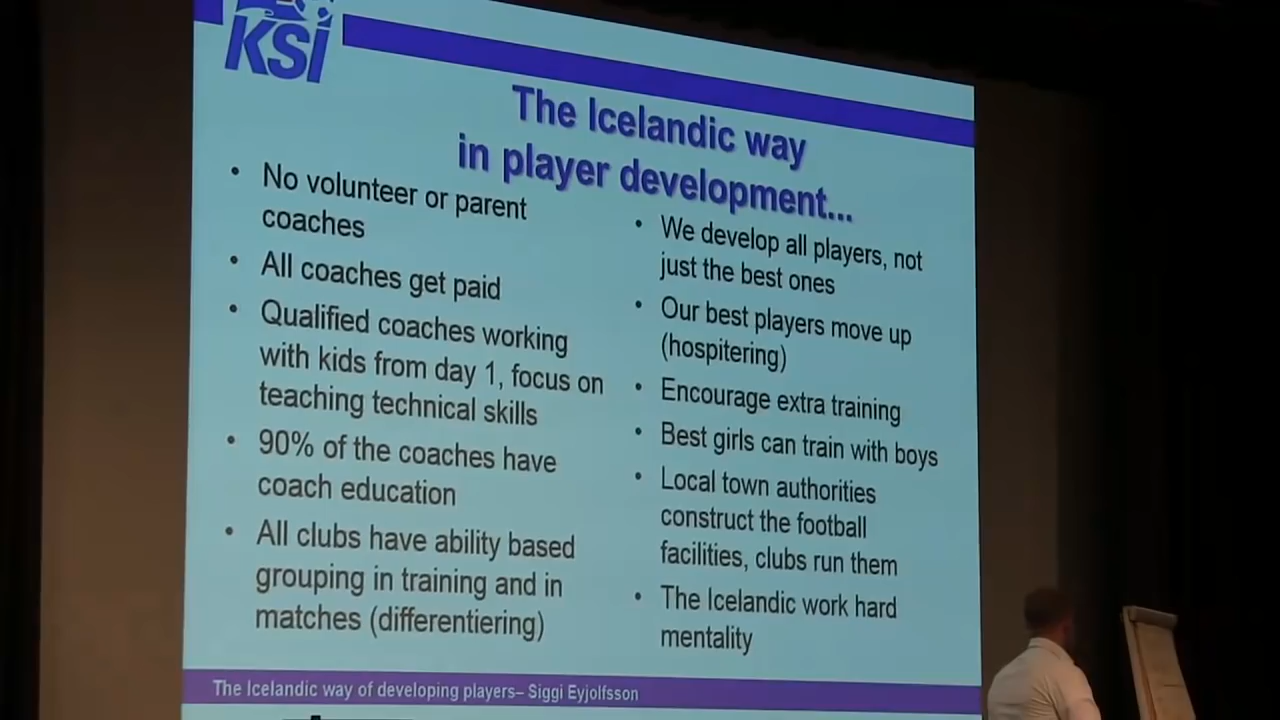 KSÍ
The Icelandic way
in player development...
• No volunteer or parent
coaches
• All coaches get paid
• Qualified coaches working
with kids from day 1, focus on
teaching technical skills
• 90% of the coaches have
coach education
• All clubs have ability based
grouping in training and in
matches (differentiering)
• We develop all players, not
just the best ones
• Our best players move up
(hospitering)
• Encourage extra training
• Best girls can train with boys
• Local town authorities
construct the football
facilities, clubs run them
• The Icelandic work hard
mentality
The Icelandic way of developing players– Siggi Eyjolfsson